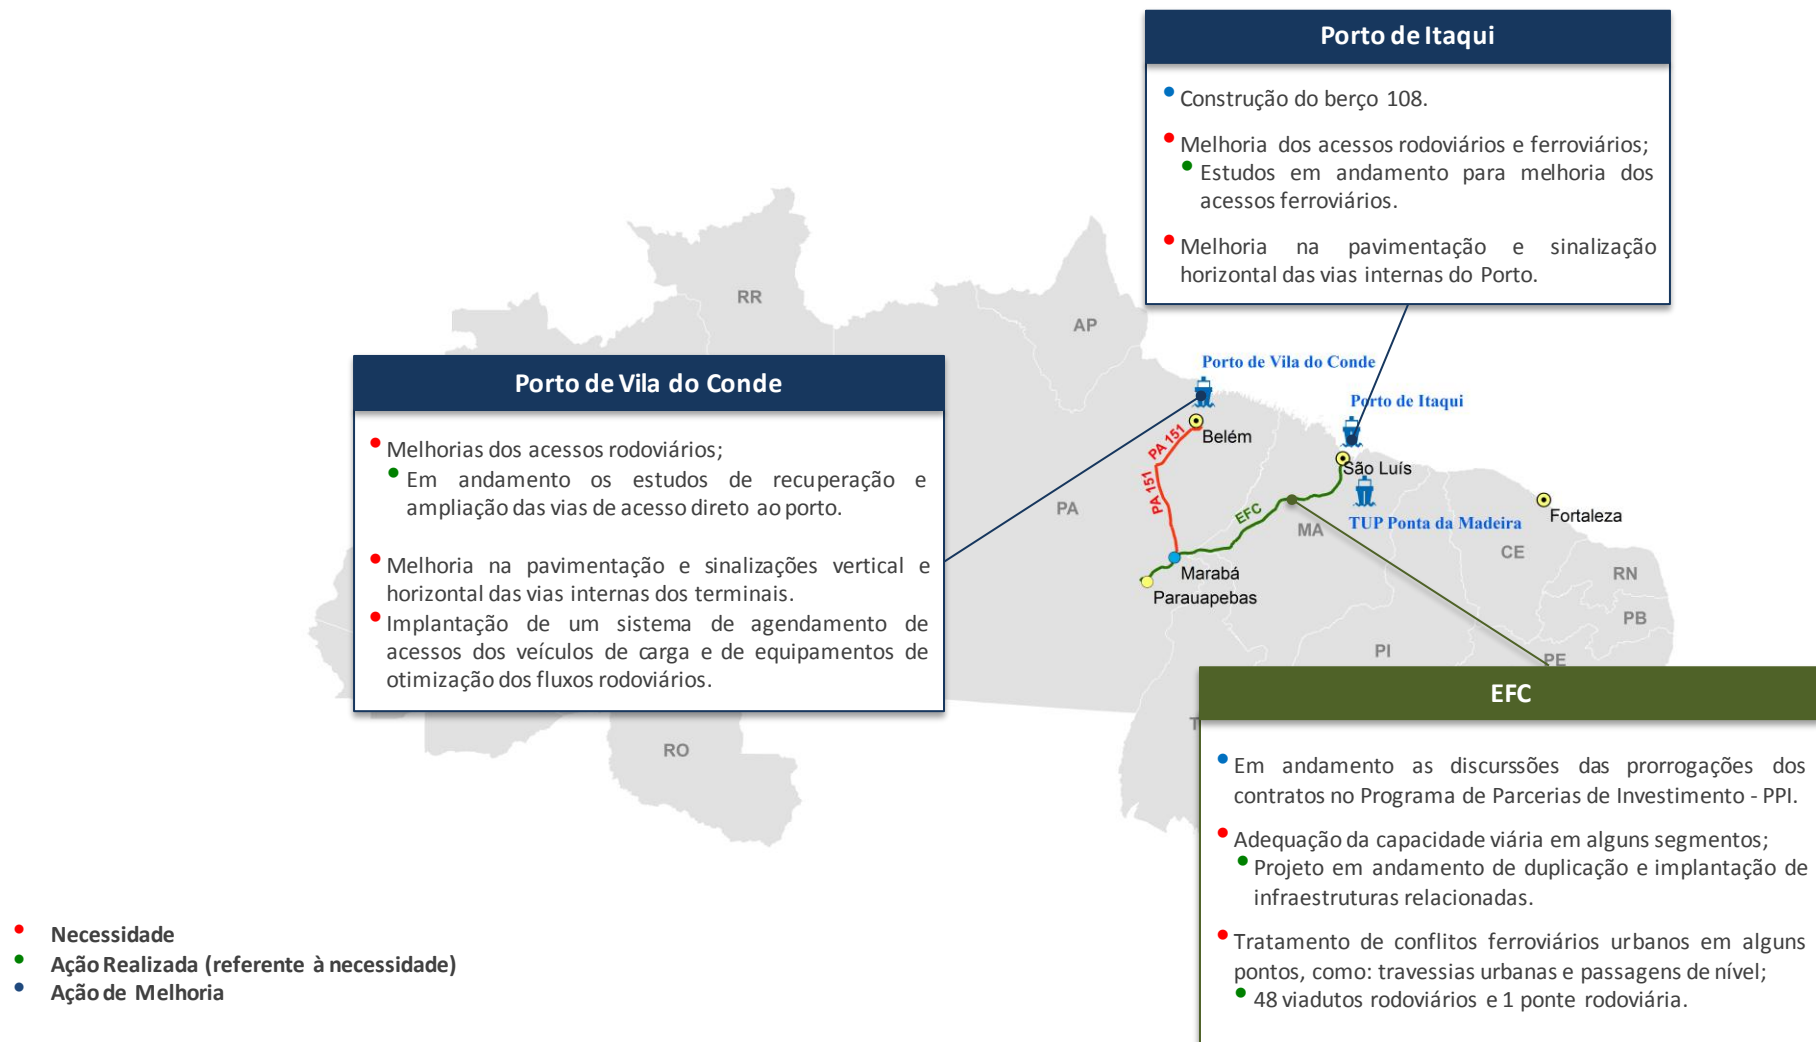 Porto de Itaqui
Construção do berço 108.
Melhoria dos acessos rodoviários e ferroviários;
Estudos em andamento para melhoria dos
acessos ferroviários.
Melhoria na pavimentação e sinalização
horizontal das vias internas do Porto.
RR
AP
Porto de Vila do Conde
Porto de Itaqui
Belém
PA 151
PA 151
São Luís
TUP Ponta da Madeira
Fortaleza
PA
EFC
MA
CE
Marabá
Parauapebas
RN
PB
PI
PE
T
RO
Porto de Vila do Conde
Melhorias dos acessos rodoviários;
Em andamento os estudos de recuperação e
ampliação das vias de acesso direto ao porto.
Melhoria na pavimentação e sinalizações vertical e
horizontal das vias internas dos terminais.
Implantação de um sistema de agendamento de
acessos dos veículos de carga e de equipamentos de
otimização dos fluxos rodoviários.
EFC
Em andamento as discurssões das prorrogações dos
contratos no Programa de Parcerias de Investimento - PPI.
Adequação da capacidade viária em alguns segmentos;
Projeto em andamento de duplicação e implantação de
infraestruturas relacionadas.
Tratamento de conflitos ferroviários urbanos em alguns
pontos, como: travessias urbanas e passagens de nível;
48 viadutos rodoviários e 1 ponte rodoviária.
Necessidade
Ação Realizada (referente à necessidade)
Ação de Melhoria